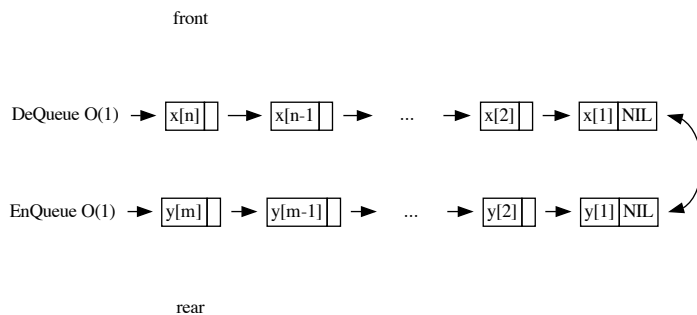 front
DeQueue O(1) x[n] x[n-1 ... x[2] x[1] NIL
EnQueue O(1) y[m] y[m-1] ... y[2] y[1] NIL
rear